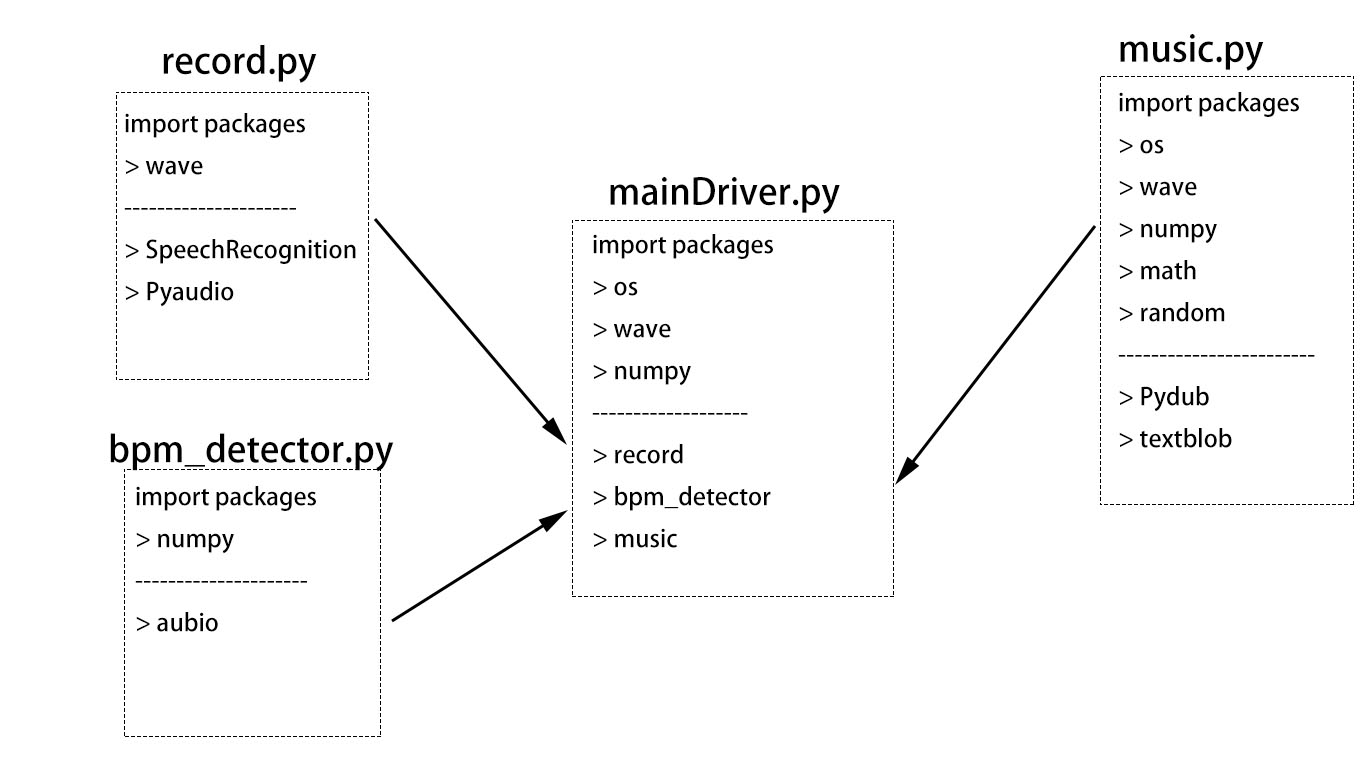 record.py
import packages
> wave
---------------------
> SpeechRecognition
> Pyaudio
bpm_detector.py
import packages
> numpy
---------------------
> aubio
mainDriver.py
import packages
> os
> wave
> numpy
-------------------
> record
> bpm_detector
> music
music.py
import packages
> os
> wave
> numpy
> math
> random
------------------------
> Pydub
> textblob